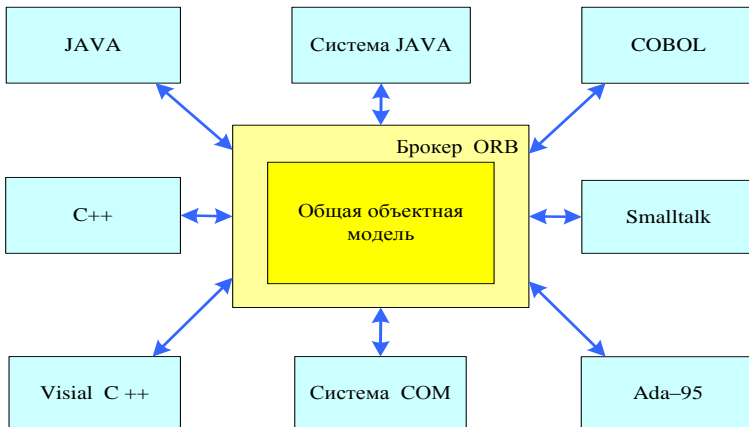 JAVA
Система JAVA
COBOL
Брокер ORB
Общая объектная
модель
C++
Smalltalk
Visial C ++
Система COM
Ada–95